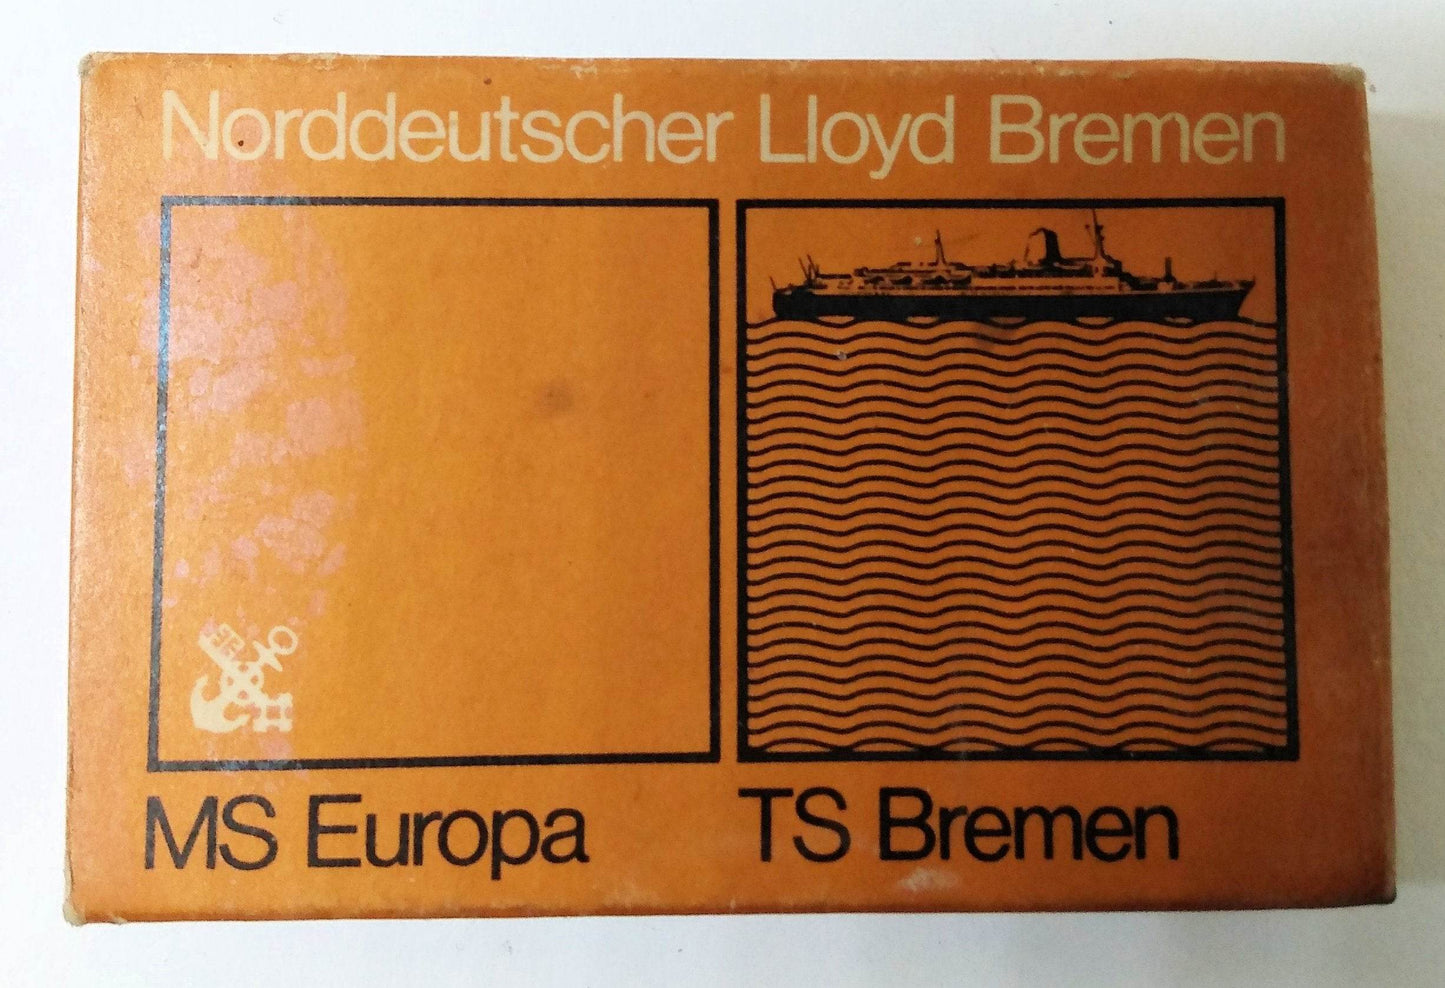 Norddeutscher Lloyd Bremen
MS Europa
TS Bremen